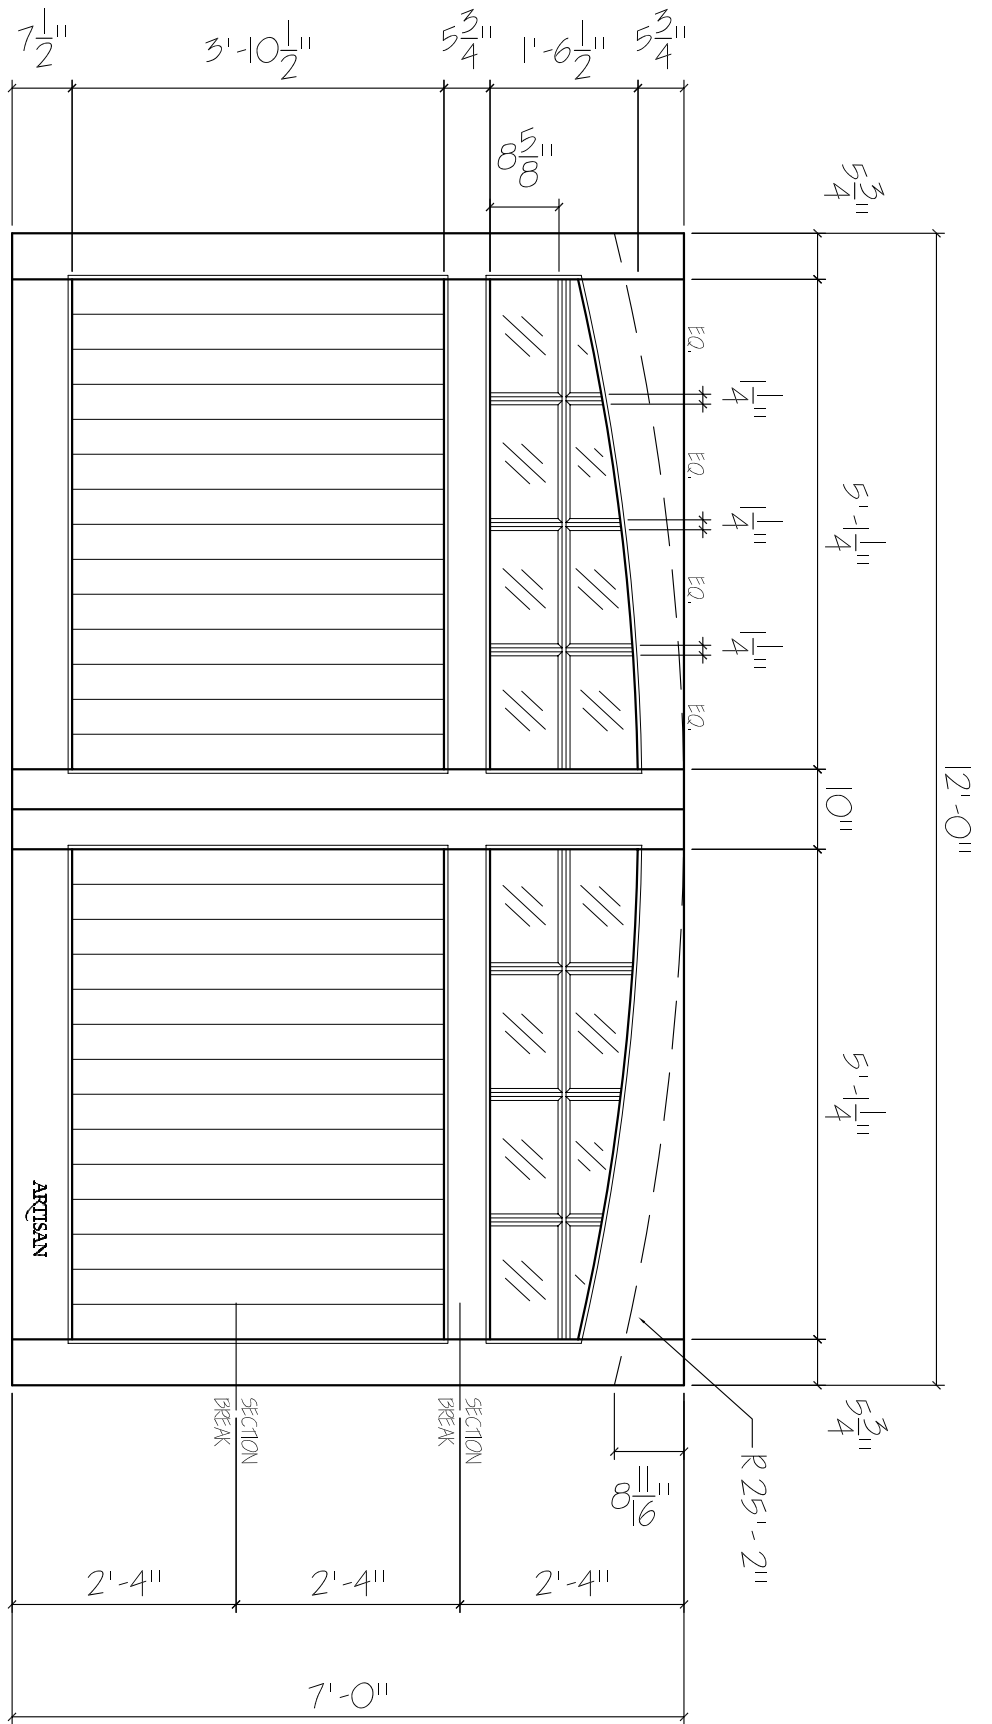 7 1/2"
3'-10 1/2"
5 3/4"
1'-6 1/2"
5 3/4"
8 5/8"
5 3/4"
EQ.
1 1/4"
EQ.
1 1/4"
5'-1 1/4"
EQ.
1 1/4"
EQ.
12'-0"
10"
5'-1 1/4"
ARTISAN
5 3/4"
SECTION
BREAK
SECTION
BREAK
8 11/16"
R 25'-2"
2'-4"
2'-4"
2'-4"
7'-0"